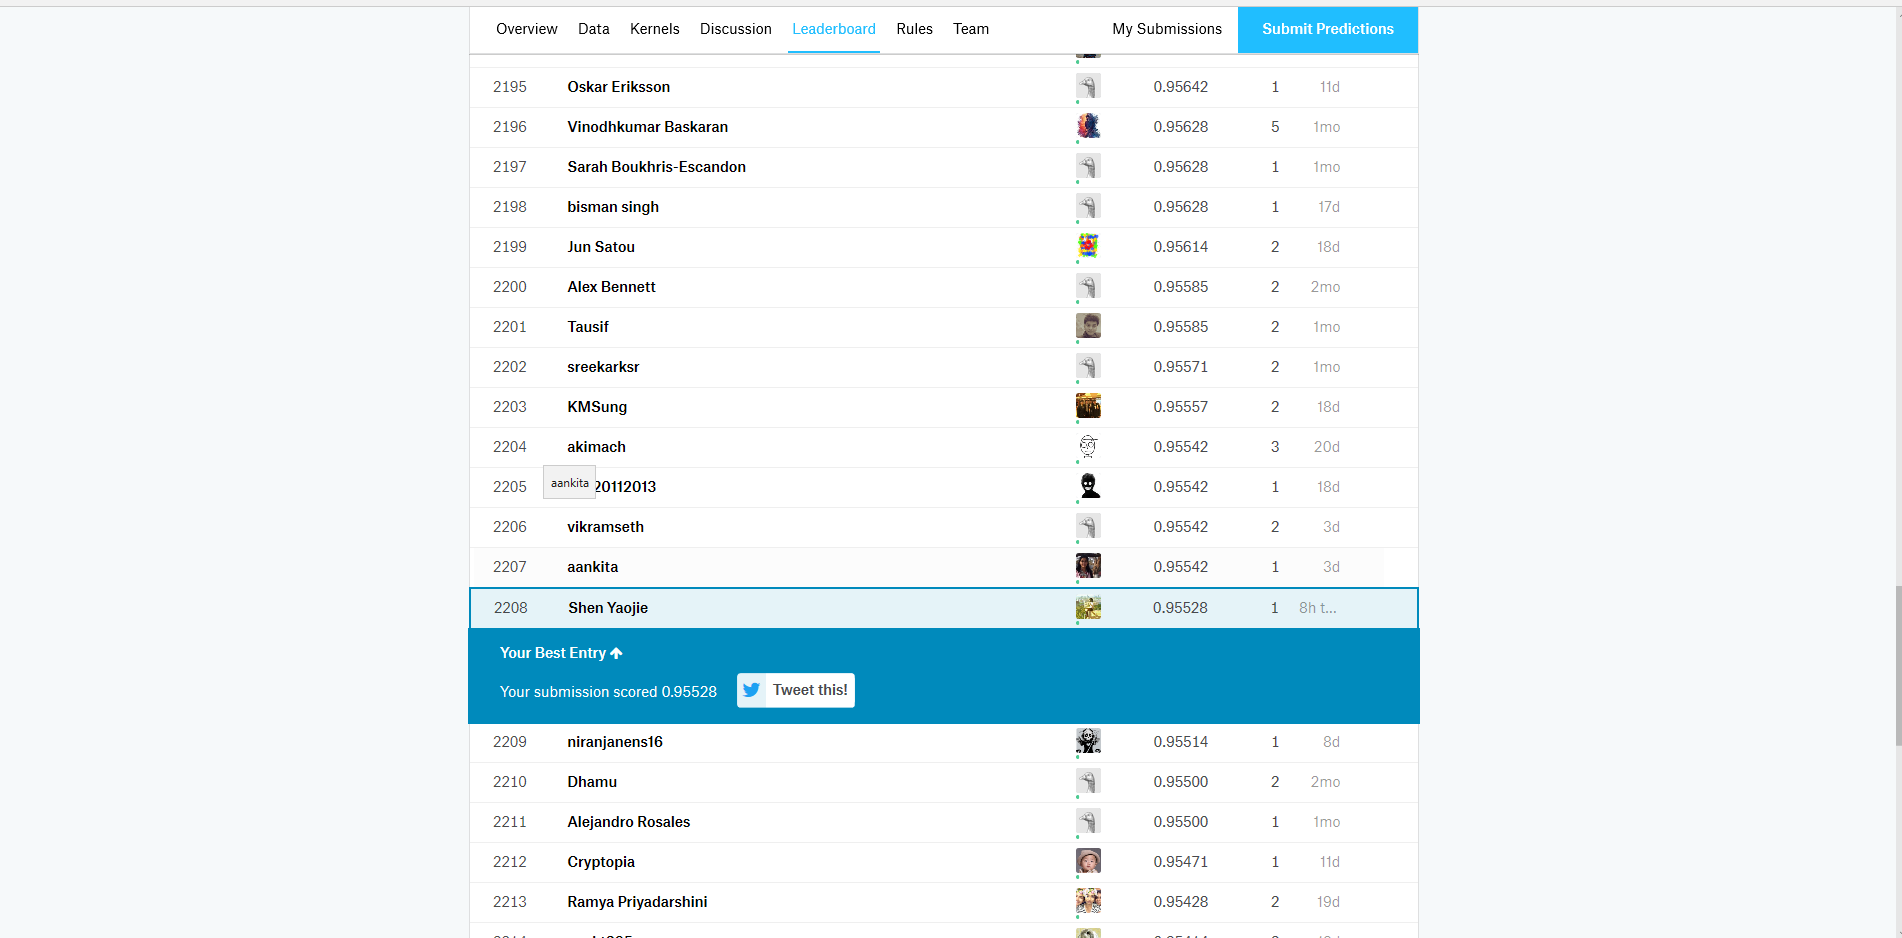 Overview Data Kernels Discussion Leaderboard Rules Team My Submissions Submit Predictions
2195 Oskar Eriksson 0.95642 1 11d
2196 Vinodhkumar Baskaran 0.95628 5 1mo
2197 Sarah Boukhris-Escandon 0.95628 1 1mo
2198 bisman singh 0.95628 1 17d
2199 Jun Satou 0.95614 2 18d
2200 Alex Bennett 0.95585 2 2mo
2201 Tausif 0.95585 2 1mo
2202 sreekarksr 0.95571 2 1mo
2203 KMSung 0.95557 2 18d
2204 akimach 0.95542 3 20d
2205 aankita 20112013 0.95542 1 18d
2206 vikramseth 0.95542 2 3d
2207 aankita 0.95542 1 3d
2208 Shen Yaojie 0.95528 1 8h t...
Your Best Entry
Your submission scored 0.95528 Tweet this!
2209 niranjanens16 0.95514 1 8d
2210 Dhamu 0.95500 2 2mo
2211 Alejandro Rosales 0.95500 1 1mo
2212 Cryptopia 0.95471 1 11d
2213 Ramya Priyadarshini 0.95428 2 19d